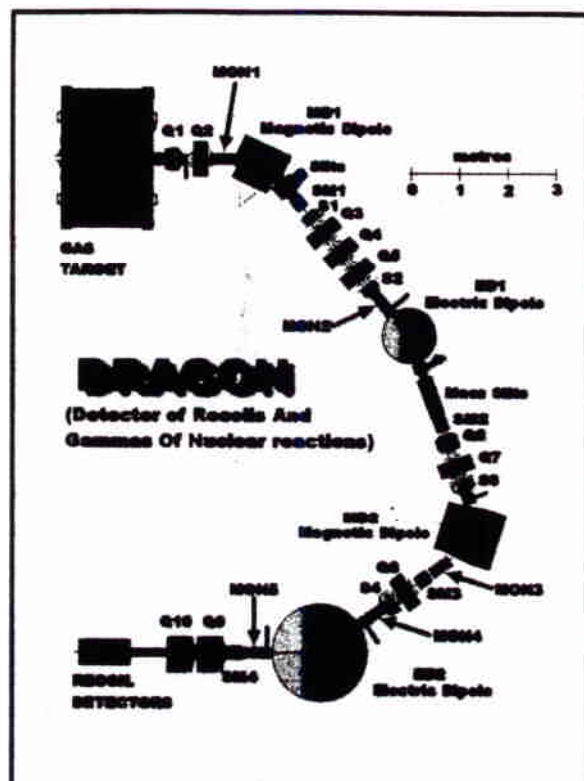 MON1
MD1
Magnetic Dipole
Q1 Q2
Slits
SM1
S1
Q3
Q4
Q5
S2
metres
0 1 2 3
GAS
TARGET
MON2
Electric Dipole
DRAGON
(Detector of Recoils And
Gammas Of Nuclear reactions)
Mass Slits
SM2
Q6
Q7
S3
MD2
Magnetic Dipole
Q8
S4
SM3
MON3
MON4
MON5
Q10 Q9
SM4
Electric Dipole
RECOIL
DETECTORS